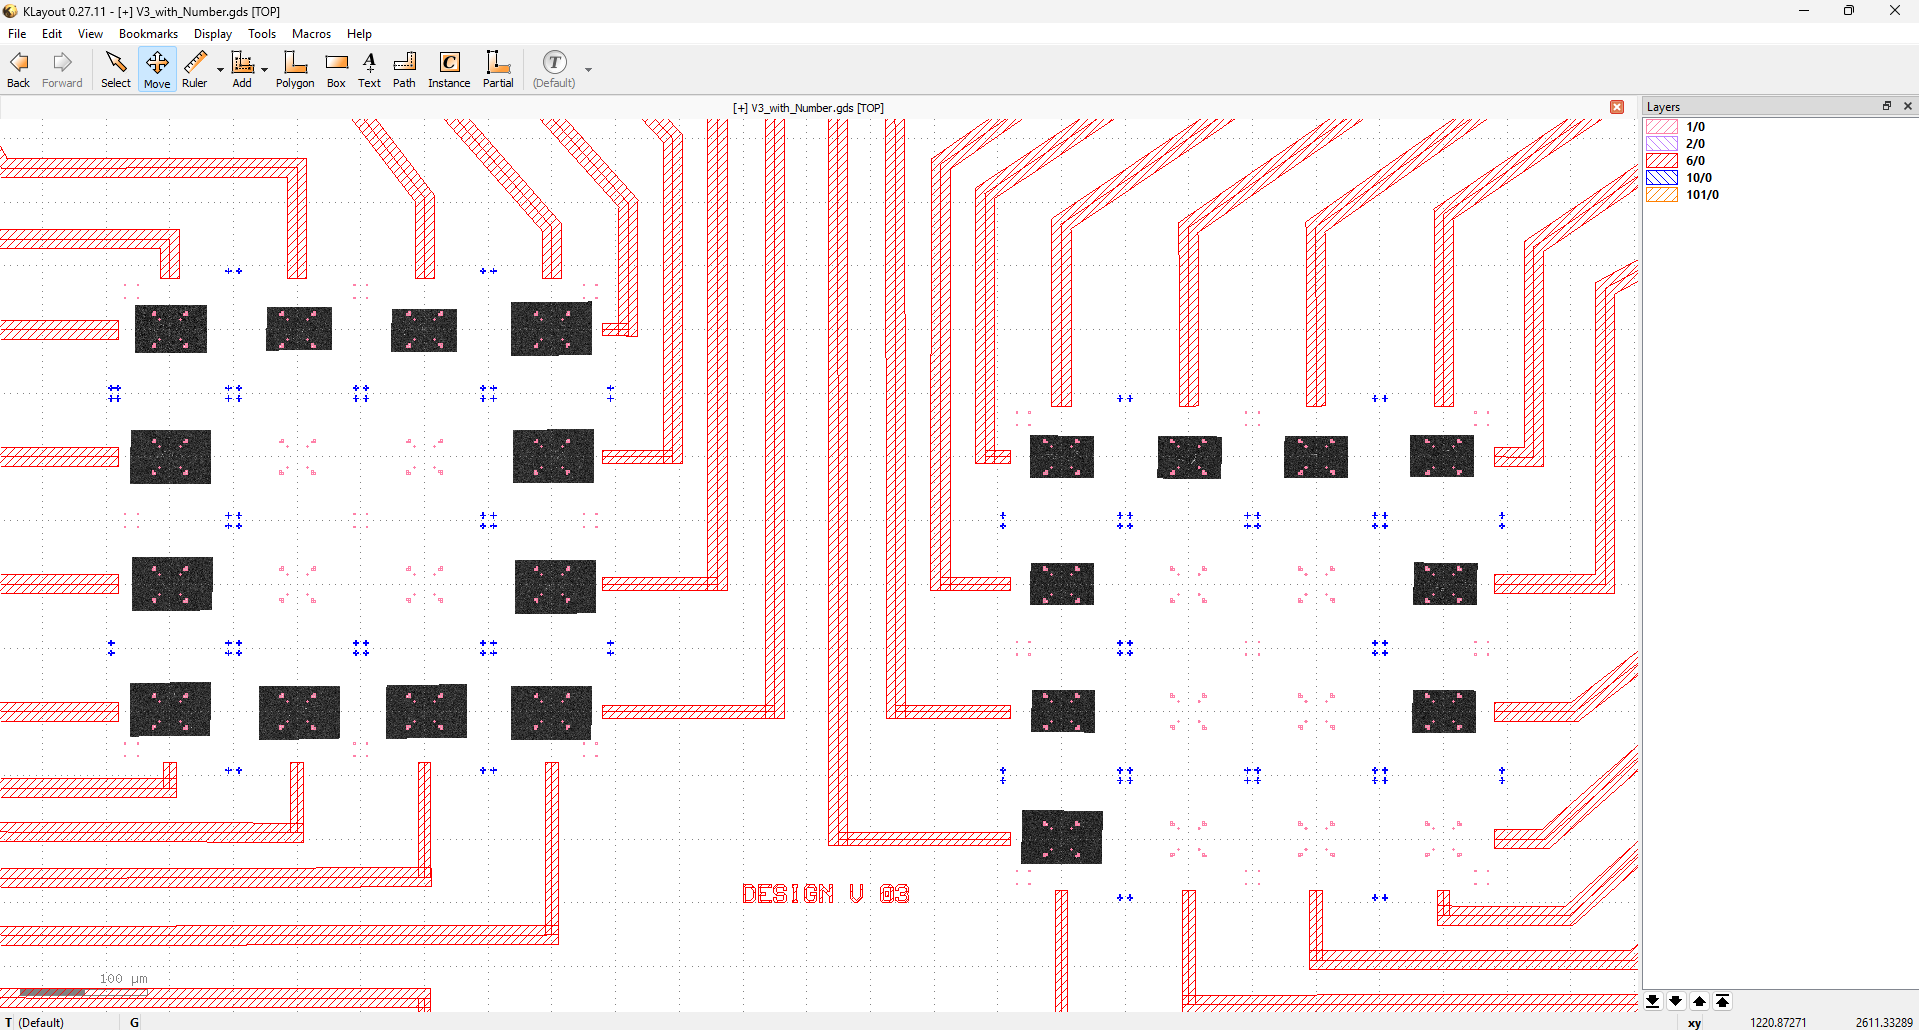 KLayout 0.27.11 - [+] V3_with_Number.gds [TOP]
File Edit View Bookmarks Display Tools Macros Help
Back Forward Select Move Ruler Add Polygon Box Text Path Instance Partial (Default)
[+] V3_with_Number.gds [TOP]
Layers
1/0
2/0
6/0
10/0
101/0
DESIGN V 03
100 µm
T (Default) G xy 1220.87271 2611.33289